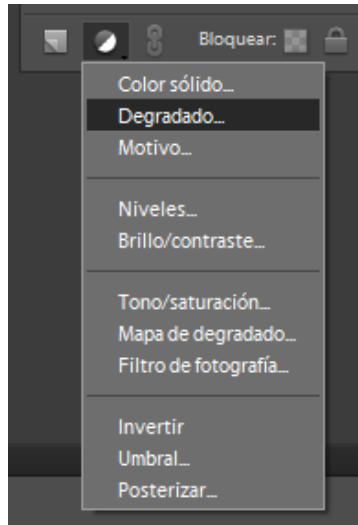 Bloquear:
Color sólido...
Degradado...
Motivo...
Niveles...
Brillo/contraste...
Tono/saturación...
Mapa de degradado...
Filtro de fotografía...
Invertir
Umbral...
Posterizar...